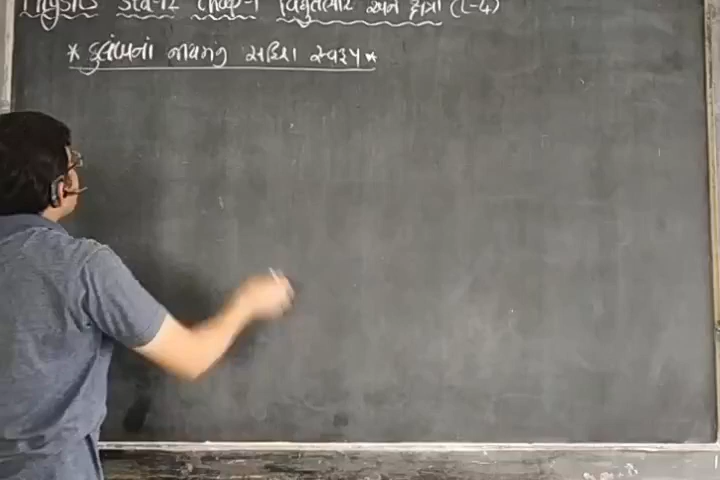 Physics Std-12 Chap-1 વિદ્યુતભાર અને ક્ષેત્રો (L-4)
* કુલંબના નિયમનું સદિશ સ્વરૂપ *